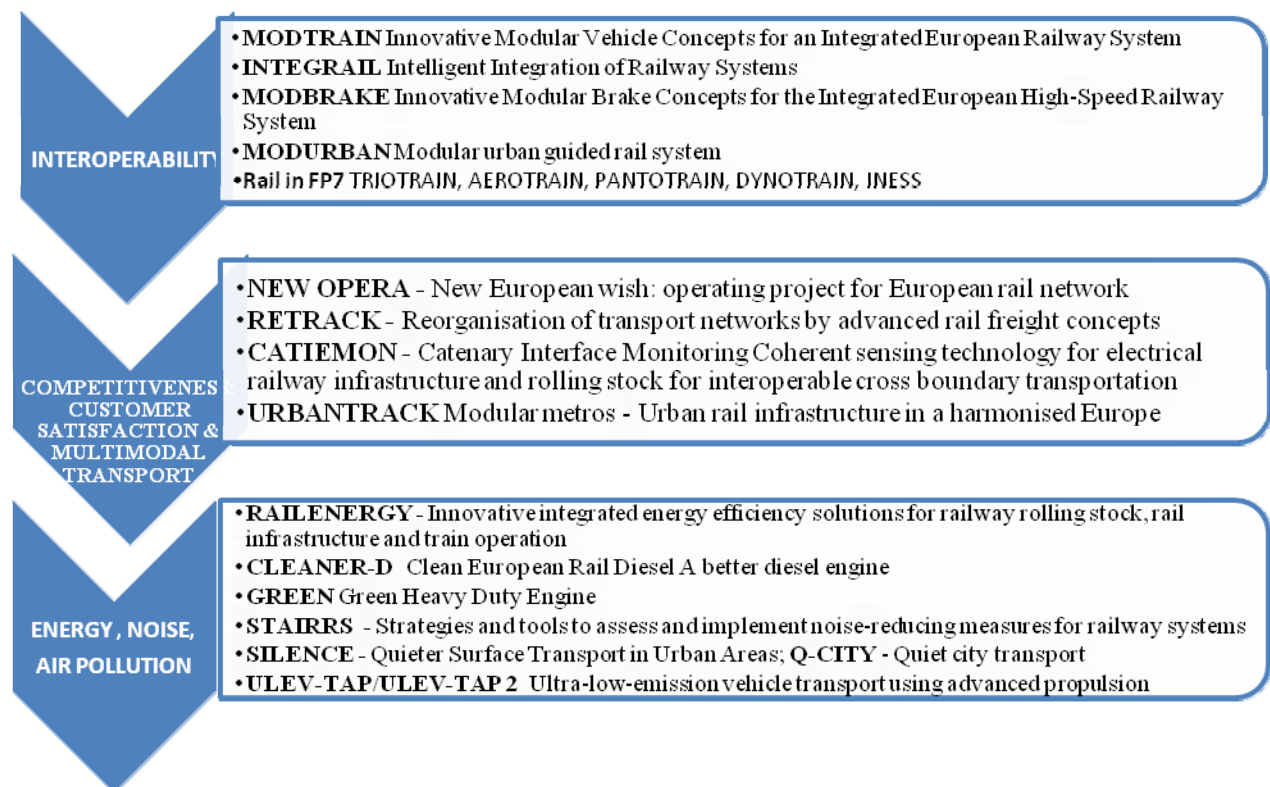 INTEROPERABILITY
•MODTRAIN Innovative Modular Vehicle Concepts for an Integrated European Railway System
•INTEGRAIL Intelligent Integration of Railway Systems
•MODBRAKE Innovative Modular Brake Concepts for the Integrated European High-Speed Railway
System
•MODURBAN Modular urban guided rail system
•Rail in FP7 TRIOTRAIN, AEROTRAIN, PANTOTRAIN, DYNOTRAIN, INESS
COMPETITIVENESS:
CUSTOMER
SATISFACTION &
MULTIMODAL
TRANSPORT
•NEW OPERA - New European wish: operating project for European rail network
•RETRACK - Reorganisation of transport networks by advanced rail freight concepts
•CATIEMON - Catenary Interface Monitoring Coherent sensing technology for electrical
railway infrastructure and rolling stock for interoperable cross boundary transportation
•URBANTRACK Modular metros - Urban rail infrastructure in a harmonised Europe
ENERGY , NOISE,
AIR POLLUTION
•RAILENERGY - Innovative integrated energy efficiency solutions for railway rolling stock, rail
infrastructure and train operation
•CLEANER-D Clean European Rail Diesel A better diesel engine
•GREEN Green Heavy Duty Engine
•STAIRRS - Strategies and tools to assess and implement noise-reducing measures for railway systems
•SILENCE - Quieter Surface Transport in Urban Areas; Q-CITY - Quiet city transport
•ULEV-TAP/ULEV-TAP 2 Ultra-low-emission vehicle transport using advanced propulsion